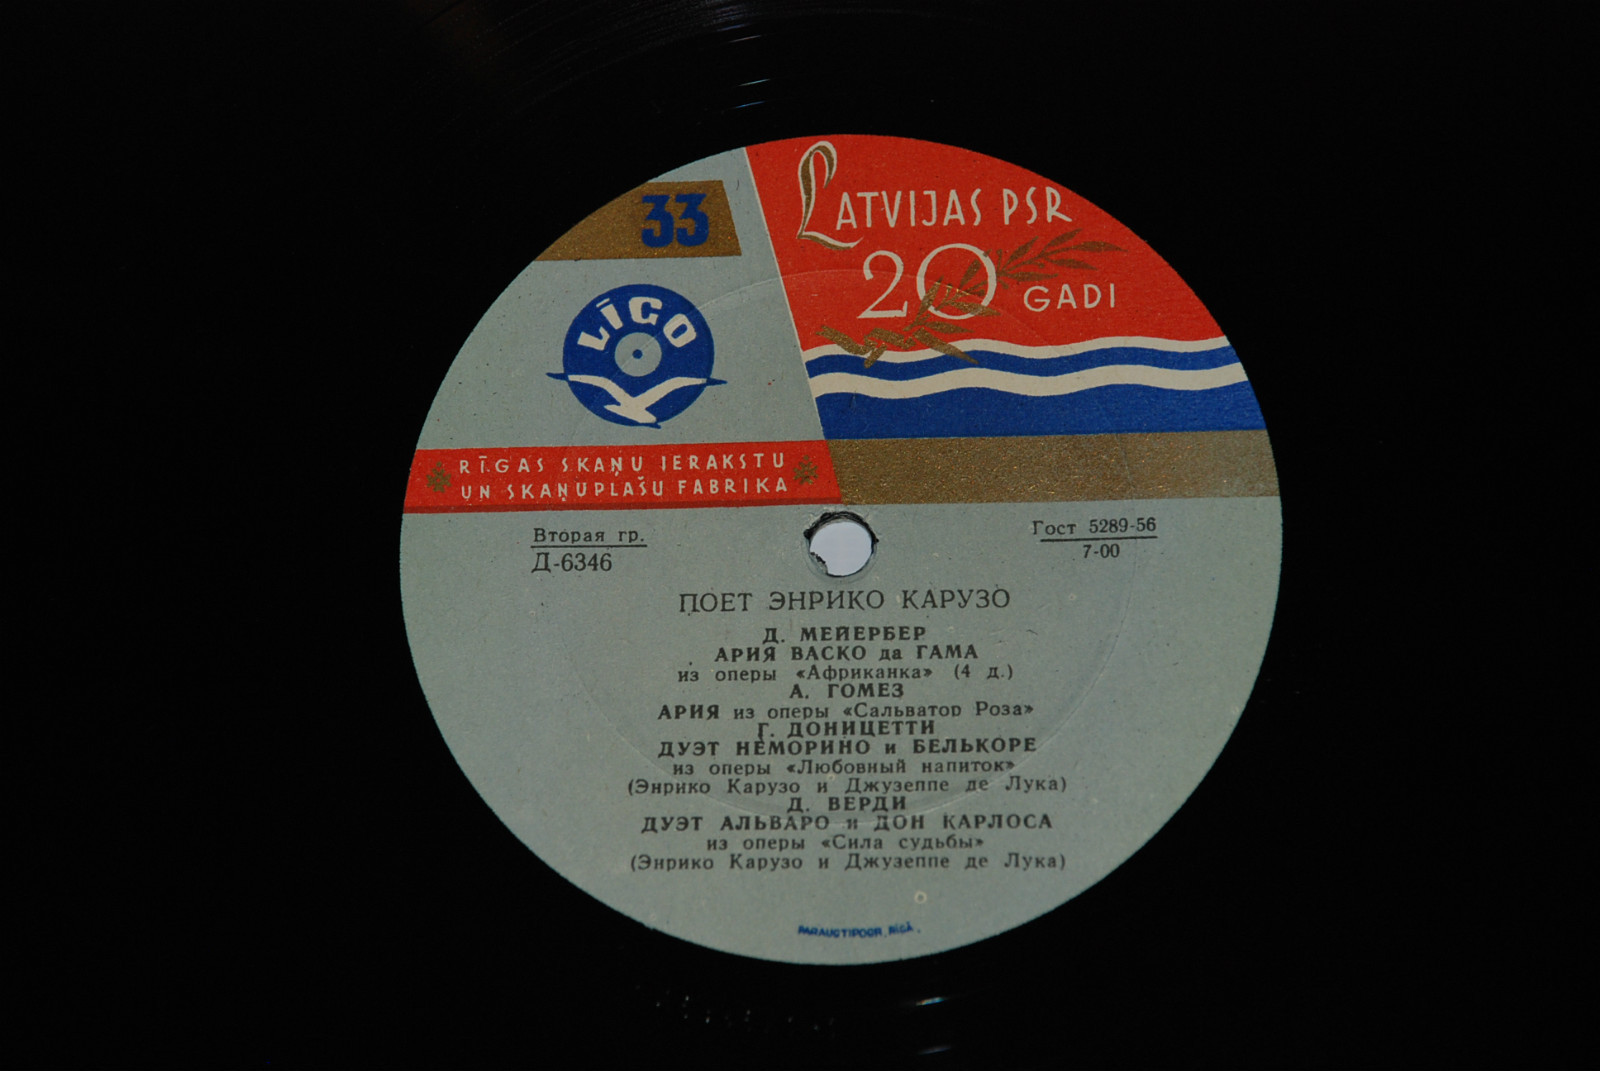 33
LATVIJAS PSR
20 GADI
LĪGO
RĪGAS SKAŅU IERAKSTU
UN SKAŅUPLAŠU FABRIKA
Вторая гр.
Д-6346
Гост 5289-56
7-00
ПОЕТ ЭНРИКО КАРУЗО
Д. МЕЙЕРБЕР
АРИЯ ВАСКО да ГАМА
из оперы «Африканка» (4 д.)
А. ГОМЕЗ
АРИЯ из оперы «Сальватор Роза»
Г. ДОНИЦЕТТИ
ДУЭТ НЕМОРИНО и БЕЛЬКОРЕ
из оперы «Любовный напиток»
(Энрико Карузо и Джузеппе де Лука)
Д. ВЕРДИ
ДУЭТ АЛЬВАРО и ДОН КАРЛОСА
из оперы «Сила судьбы»
(Энрико Карузо и Джузеппе де Лука)
PARAUGTIPOGR. RĪGĀ.